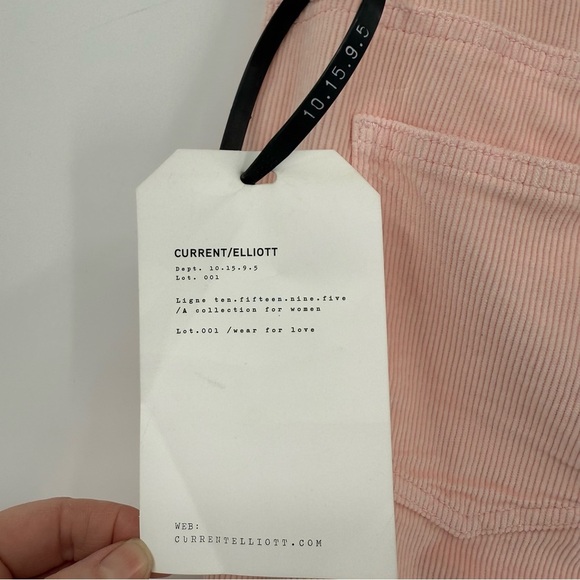 10.15.9.5
CURRENT/ELLIOTT
Dept. 10.15.9.5
Lot. 001
Ligne ten.fifteen.nine.five
/A collection for women
Lot.001 /wear for love
WEB:
CURRENTELLIOTT.COM